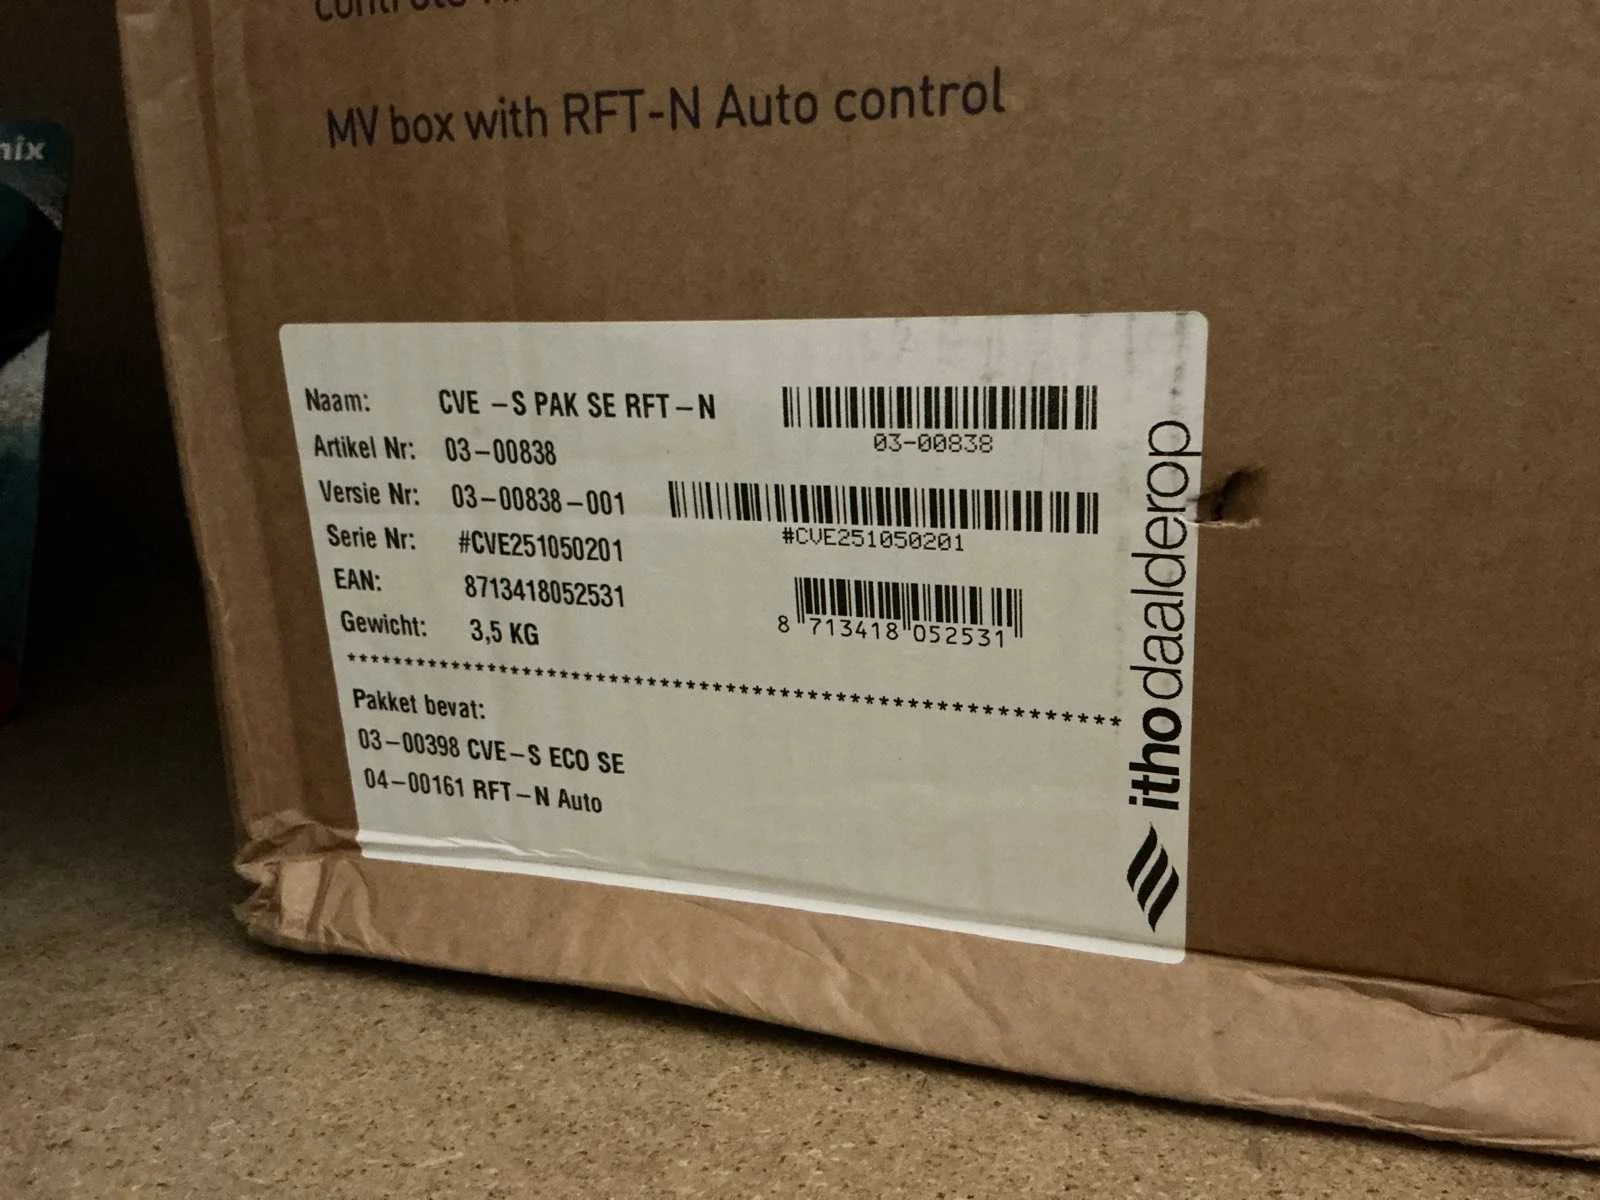 MV box with RFT-N Auto control
Naam: CVE -S PAK SE RFT-N
03-00838
Artikel Nr: 03-00838
Versie Nr: 03-00838-001
#CVE251050201
Serie Nr: #CVE251050201
EAN: 8713418052531
8 713418 052531
Gewicht: 3,5 KG
Pakket bevat:
03-00398 CVE-S ECO SE
04-00161 RFT-N Auto
ithodaalderop